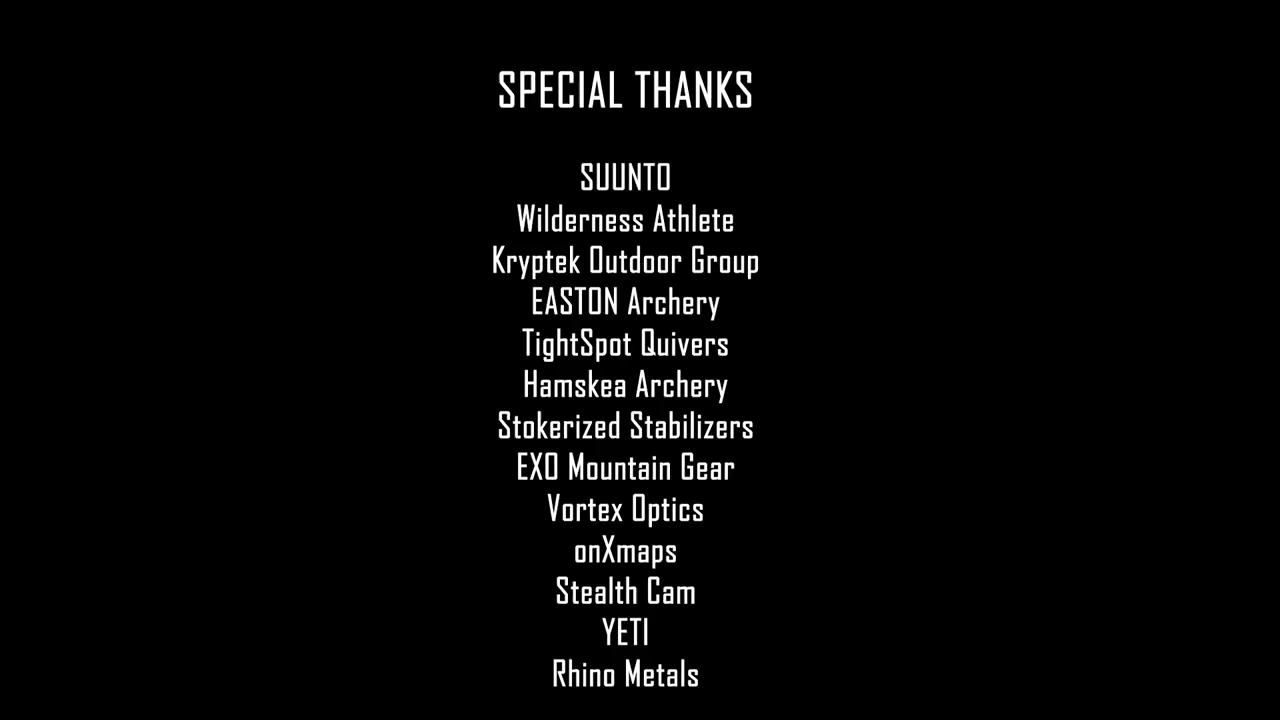 SPECIAL THANKS
SUUNTO
Wilderness Athlete
Kryptek Outdoor Group
EASTON Archery
TightSpot Quivers
Hamskea Archery
Stokerized Stabilizers
EXO Mountain Gear
Vortex Optics
onXmaps
Stealth Cam
YETI
Rhino Metals